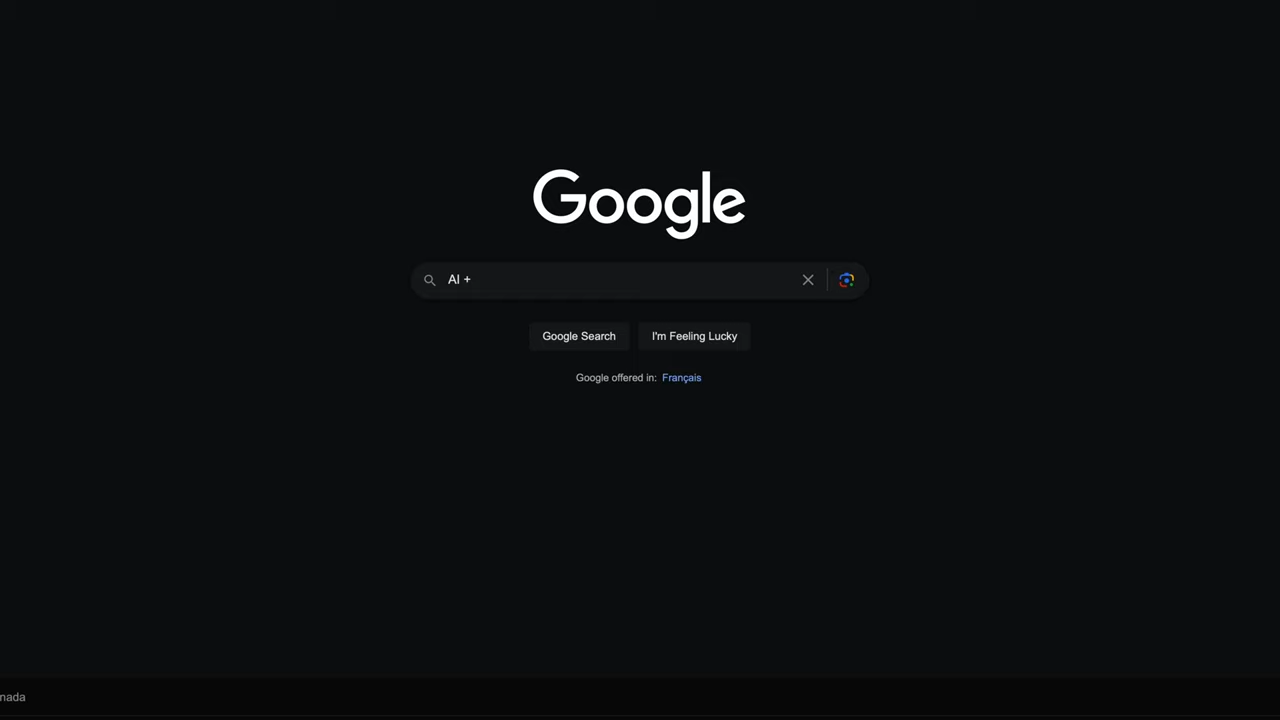 Google
AI +
Google Search
I'm Feeling Lucky
Google offered in: Français
nada